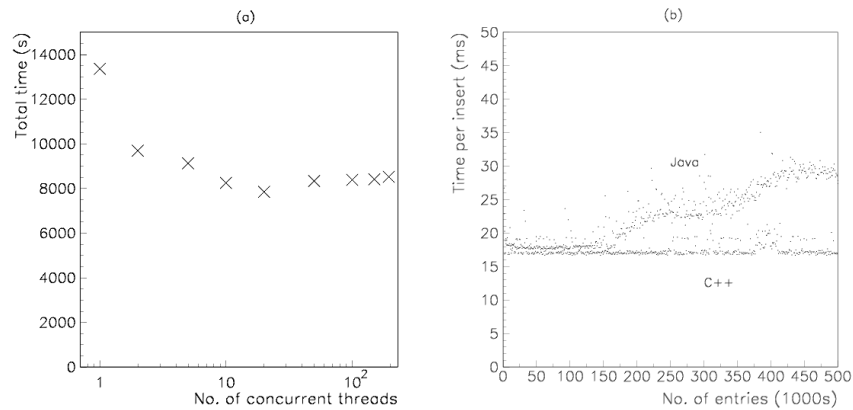 (a)
Total time (s)
14000
12000
10000
8000
6000
4000
2000
0
1
10
10²
No. of concurrent threads
(b)
Time per insert (ms)
50
45
40
35
30
25
20
15
10
5
0
Java
C++
0 50 100 150 200 250 300 350 400 450 500
No. of entries (1000s)